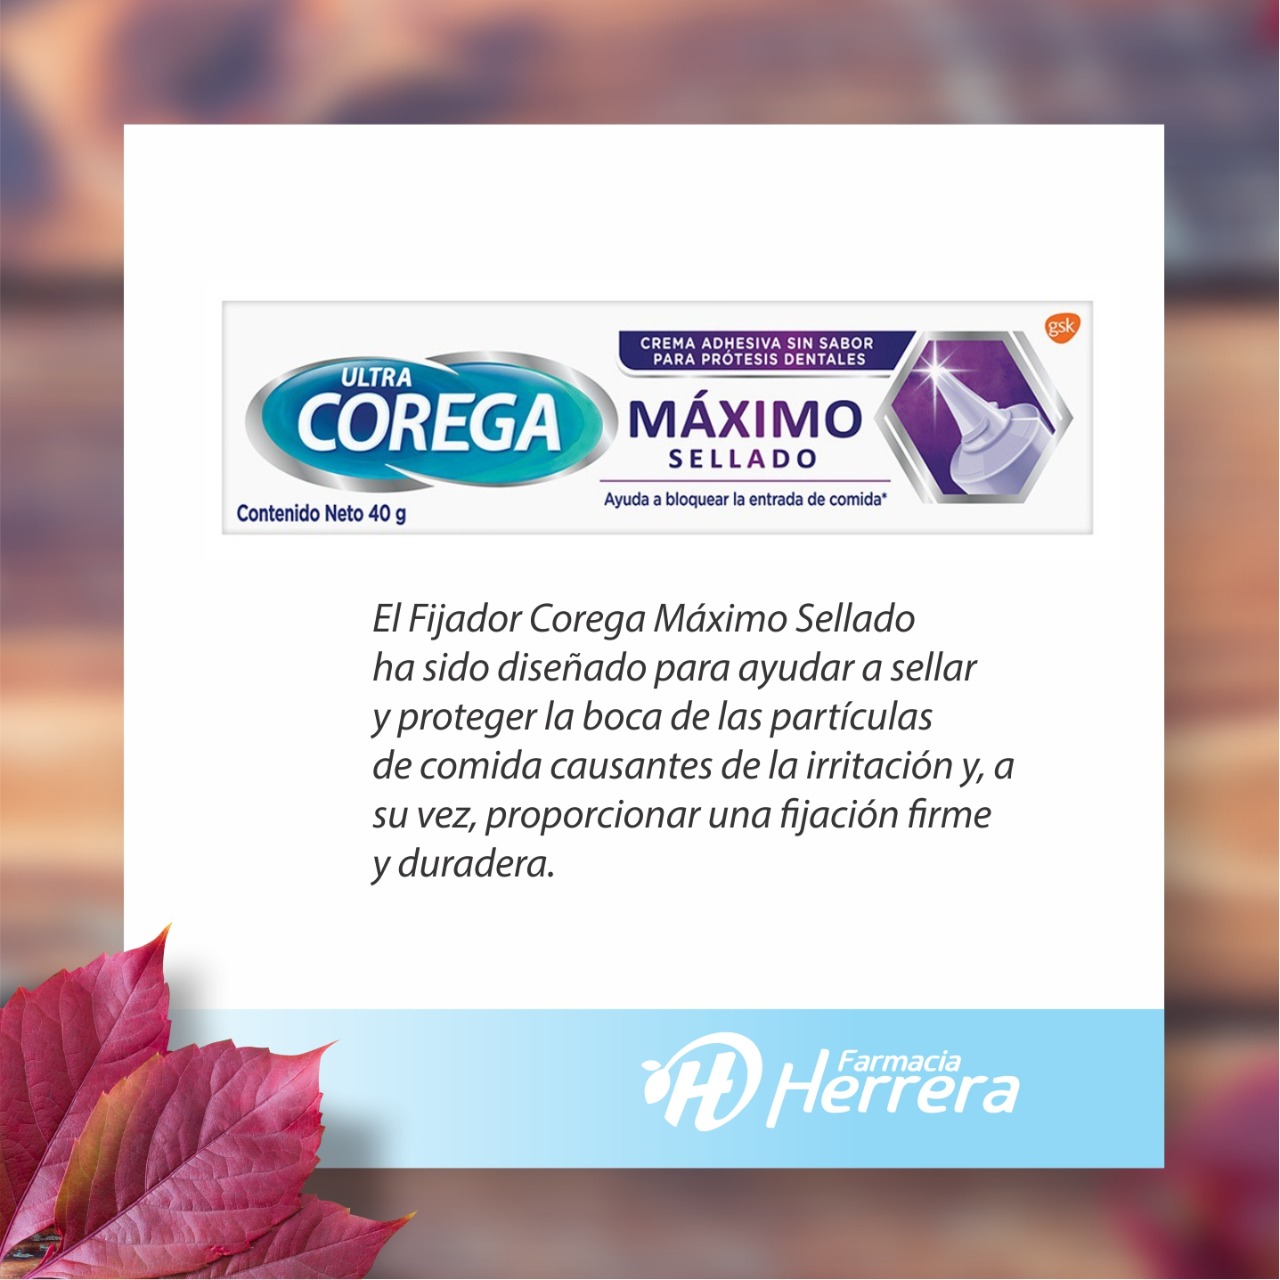 gsk
CREMA ADHESIVA SIN SABOR
PARA PRÓTESIS DENTALES
ULTRA
COREGA
MÁXIMO
SELLADO
Ayuda a bloquear la entrada de comida*
Contenido Neto 40 g
El Fijador Corega Máximo Sellado
ha sido diseñado para ayudar a sellar
y proteger la boca de las partículas
de comida causantes de la irritación y, a
su vez, proporcionar una fijación firme
y duradera.
H
Farmacia
Herrera